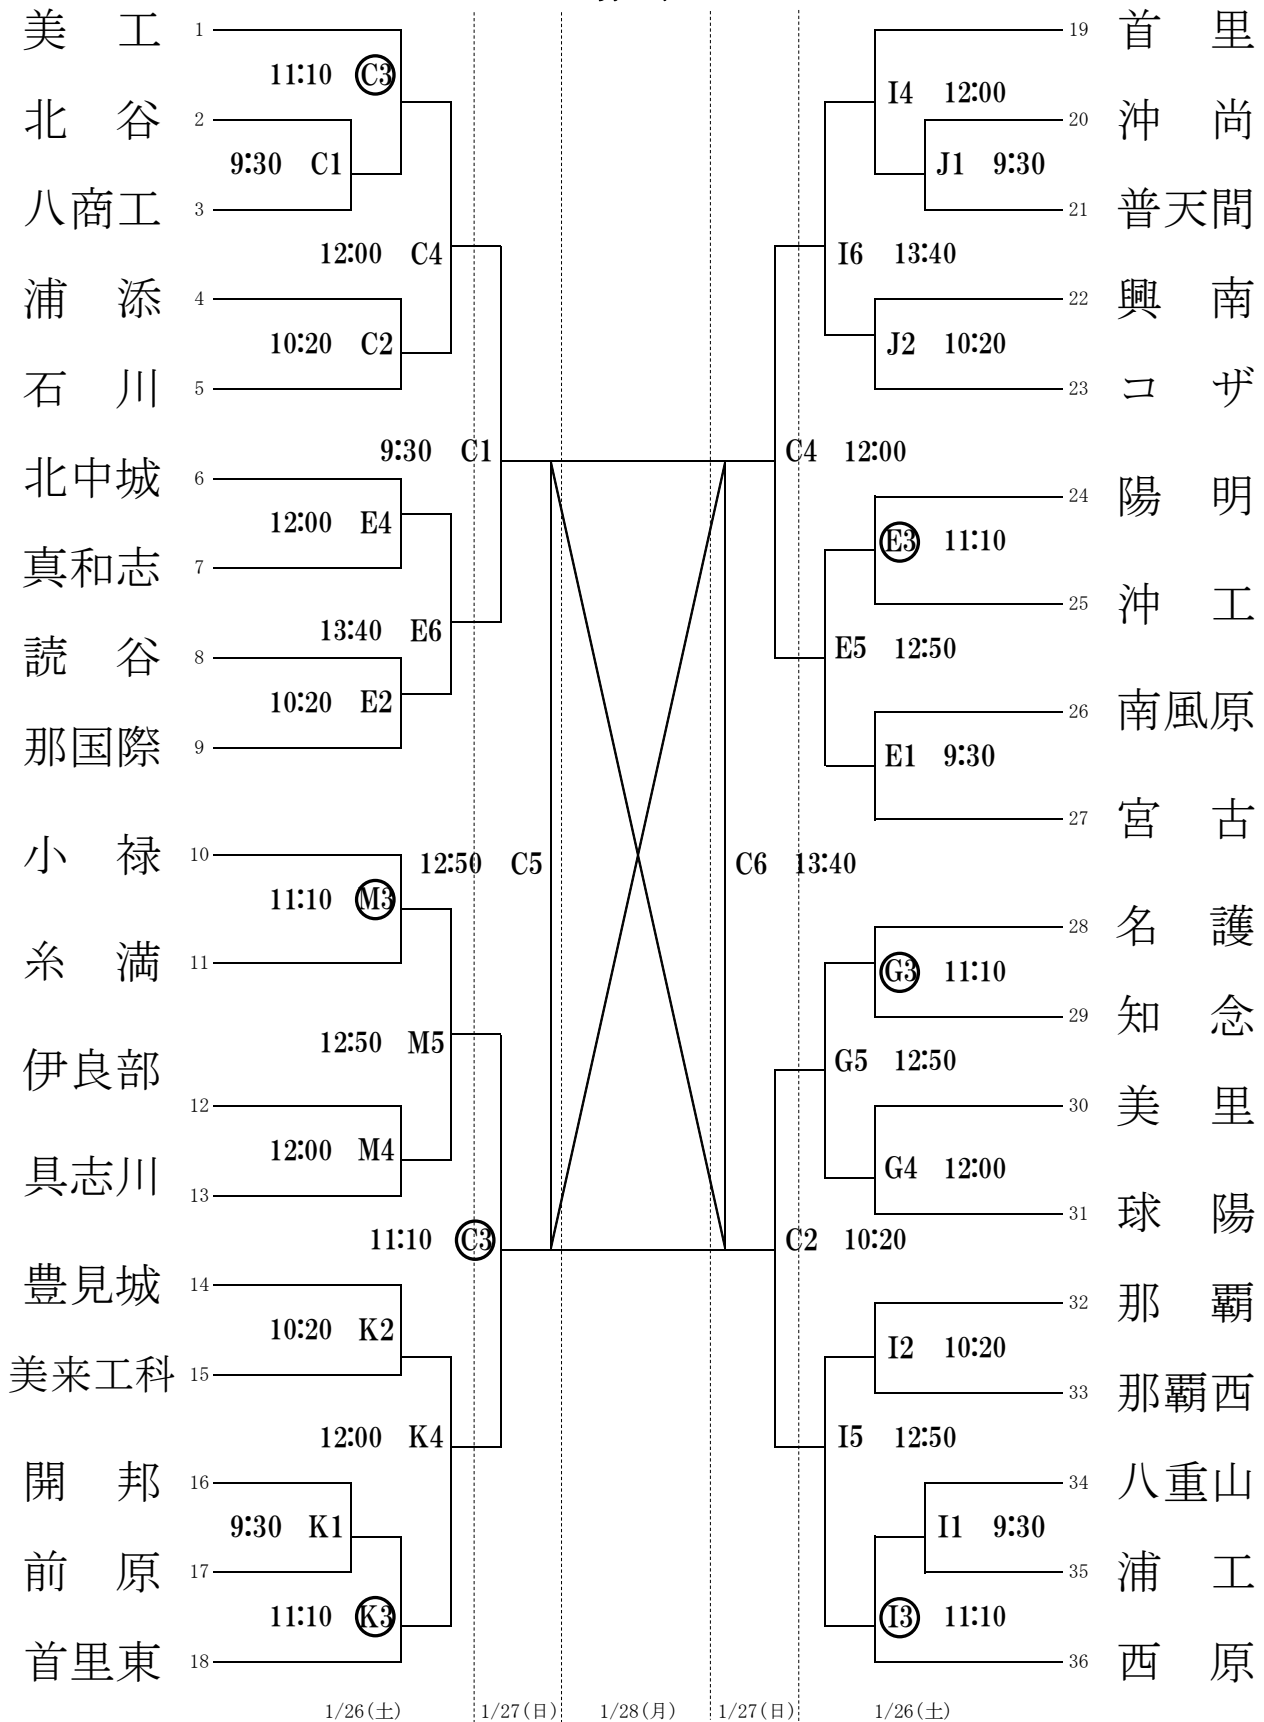 美 工 1
11:10 C3
北 谷 2
9:30 C1
八商工 3
12:00 C4
浦 添 4
10:20 C2
石 川 5
9:30 C1
北中城 6
12:00 E4
真和志 7
13:40 E6
読 谷 8
10:20 E2
那国際 9
小 禄 10
12:50 C5
11:10 M3
糸 満 11
12:50 M5
伊良部 12
12:00 M4
具志川 13
11:10 C3
豊見城 14
10:20 K2
美来工科 15
12:00 K4
開 邦 16
9:30 K1
前 原 17
11:10 K3
首里東 18
19 首 里
I4 12:00
20 沖 尚
J1 9:30
21 普天間
I6 13:40
22 興 南
J2 10:20
23 コ ザ
C4 12:00
24 陽 明
E3 11:10
25 沖 工
E5 12:50
26 南風原
E1 9:30
27 宮 古
C6 13:40
28 名 護
G3 11:10
29 知 念
G5 12:50
30 美 里
G4 12:00
31 球 陽
C2 10:20
32 那 覇
I2 10:20
33 那覇西
I5 12:50
34 八重山
I1 9:30
35 浦 工
I3 11:10
36 西 原
1/26(土) 1/27(日) 1/28(月) 1/27(日) 1/26(土)